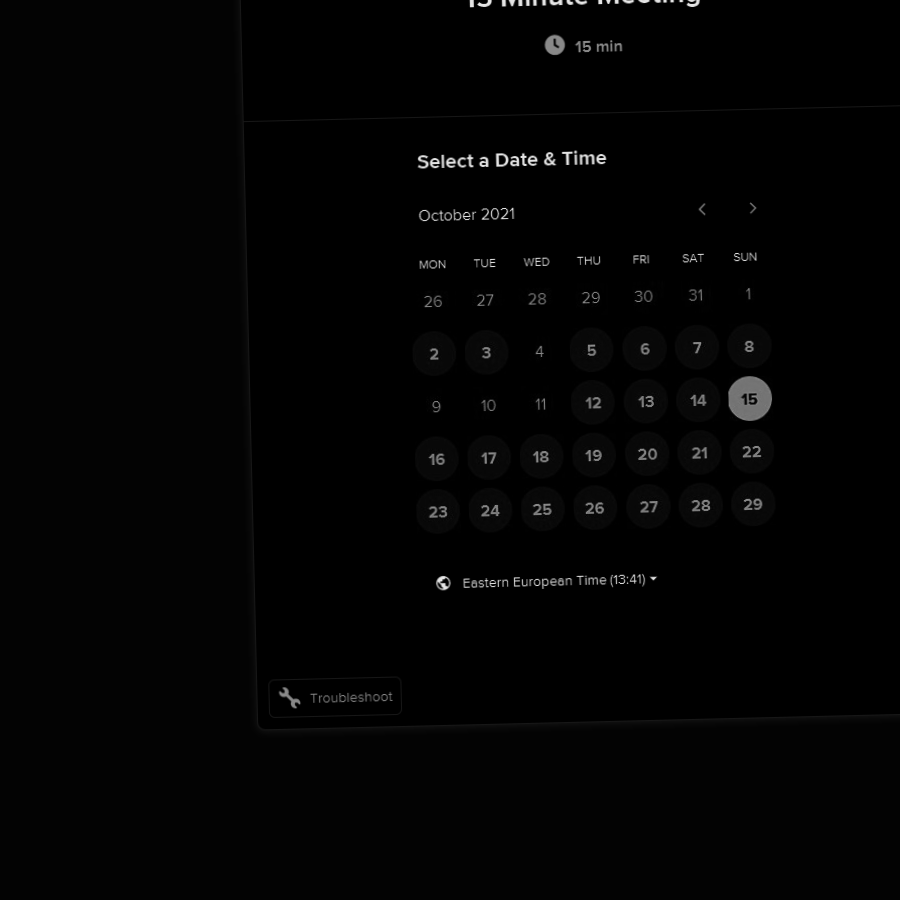 15 Minute Meeting
15 min
Select a Date & Time
October 2021
MON TUE WED THU FRI SAT SUN
26 27 28 29 30 31 1
2 3 4 5 6 7 8
9 10 11 12 13 14 15
16 17 18 19 20 21 22
23 24 25 26 27 28 29
Eastern European Time (13:41)
Troubleshoot